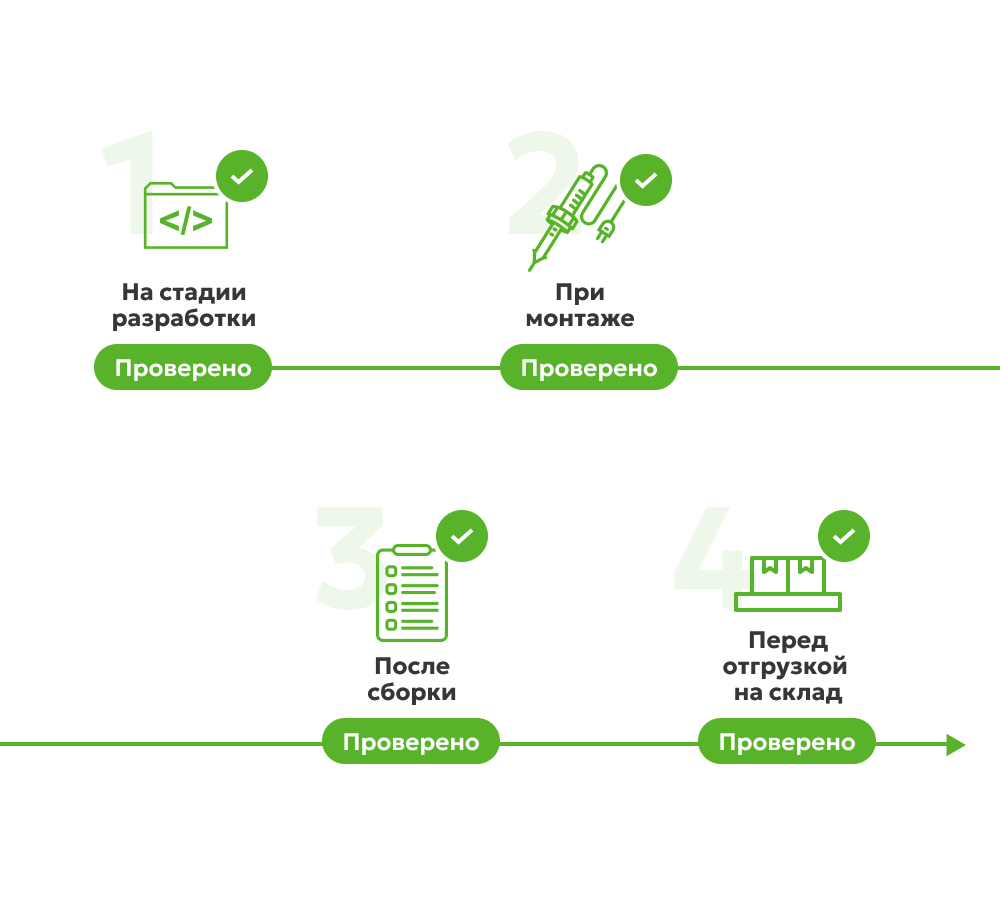 1
</>
На стадии
разработки
Проверено
2
При
монтаже
Проверено
3
После
сборки
Проверено
4
Перед
отгрузкой
на склад
Проверено